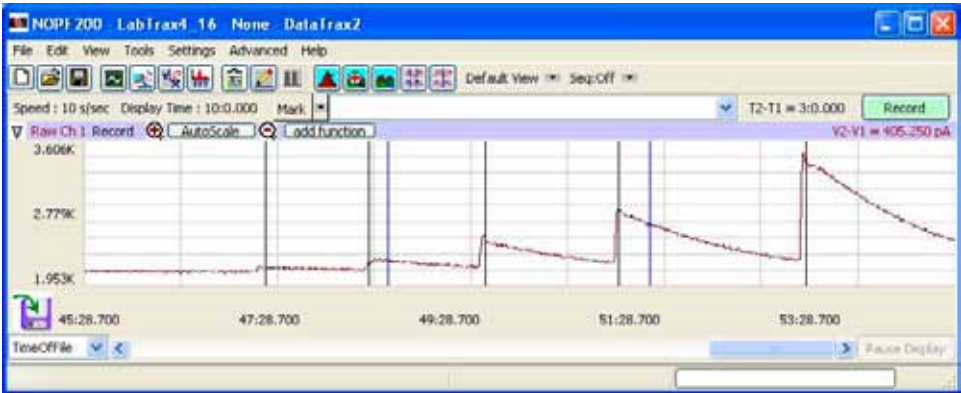 NOPF200 LabTrax4_16 None DataTrax2
File Edit View Tools Settings Advanced Help
Default View Seq:Off
Speed : 10 s/sec Display Time : 10:0.000 Mark T2-T1 = 3:0.000 Record
Raw Ch 1 Record AutoScale add function V2-V1 = 405.250 pA
3.606K
2.779K
1.953K
45:28.700 47:28.700 49:28.700 51:28.700 53:28.700
TimeOfFile Pause Display